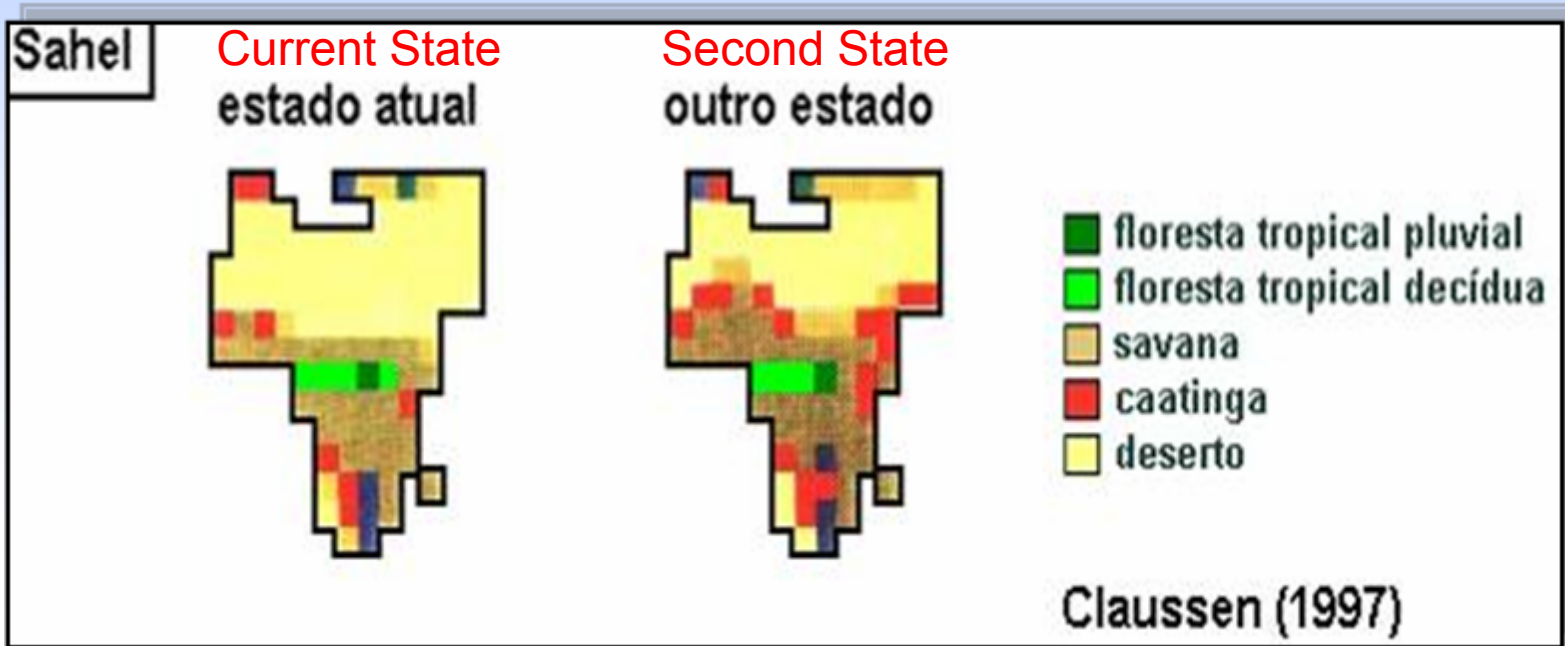 Sahel
Current State
Second State
estado atual
outro estado
floresta tropical pluvial
floresta tropical decídua
savana
caatinga
deserto
Claussen (1997)